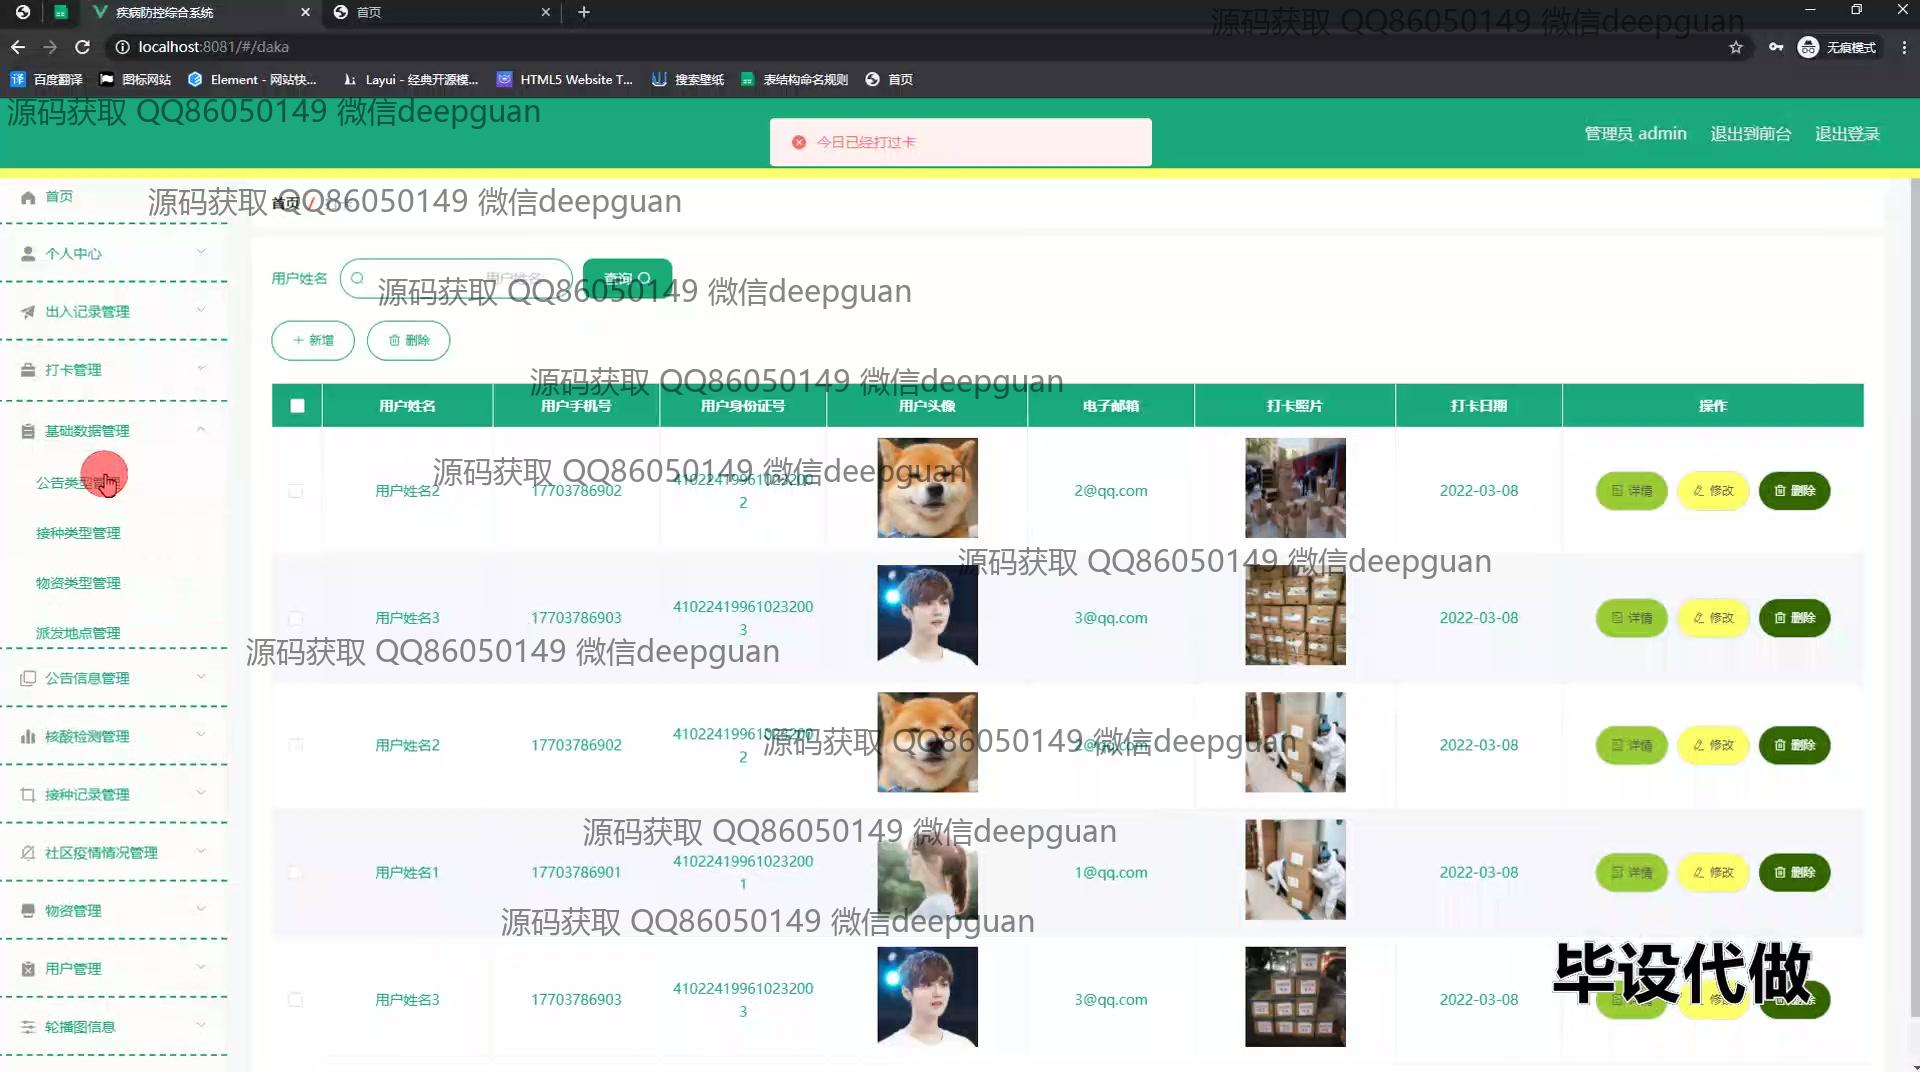 疾病防控综合系统
首页
localhost:8081/#/daka
无痕模式
百度翻译
图标网站
Element - 网站快...
Layui - 经典开源模...
HTML5 Website T...
搜索壁纸
表结构命名规则
首页
源码获取 QQ86050149 微信deepguan
源码获取 QQ86050149 微信deepguan
今日已经打过卡
管理员 admin
退出到前台
退出登录
首页
源码获取 QQ86050149 微信deepguan
首页 /
个人中心
出入记录管理
打卡管理
基础数据管理
公告类型管理
接种类型管理
物资类型管理
派发地点管理
公告信息管理
核酸检测管理
接种记录管理
社区疫情情况管理
物资管理
用户管理
轮播图信息
用户姓名
用户姓名
查询
源码获取 QQ86050149 微信deepguan
新增
删除
源码获取 QQ86050149 微信deepguan
用户姓名 用户手机号 用户身份证号 用户头像 电子邮箱 打卡照片 打卡日期 操作
源码获取 QQ86050149 微信deepguan
用户姓名2 17703786902 410224199610232002 2@qq.com 2022-03-08 详情 修改 删除
源码获取 QQ86050149 微信deepguan
用户姓名3 17703786903 410224199610232003 3@qq.com 2022-03-08 详情 修改 删除
源码获取 QQ86050149 微信deepguan
用户姓名2 17703786902 410224199610232002 2@qq.com 2022-03-08 详情 修改 删除
源码获取 QQ86050149 微信deepguan
源码获取 QQ86050149 微信deepguan
用户姓名1 17703786901 410224199610232001 1@qq.com 2022-03-08 详情 修改 删除
源码获取 QQ86050149 微信deepguan
用户姓名3 17703786903 410224199610232003 3@qq.com 2022-03-08
毕设代做